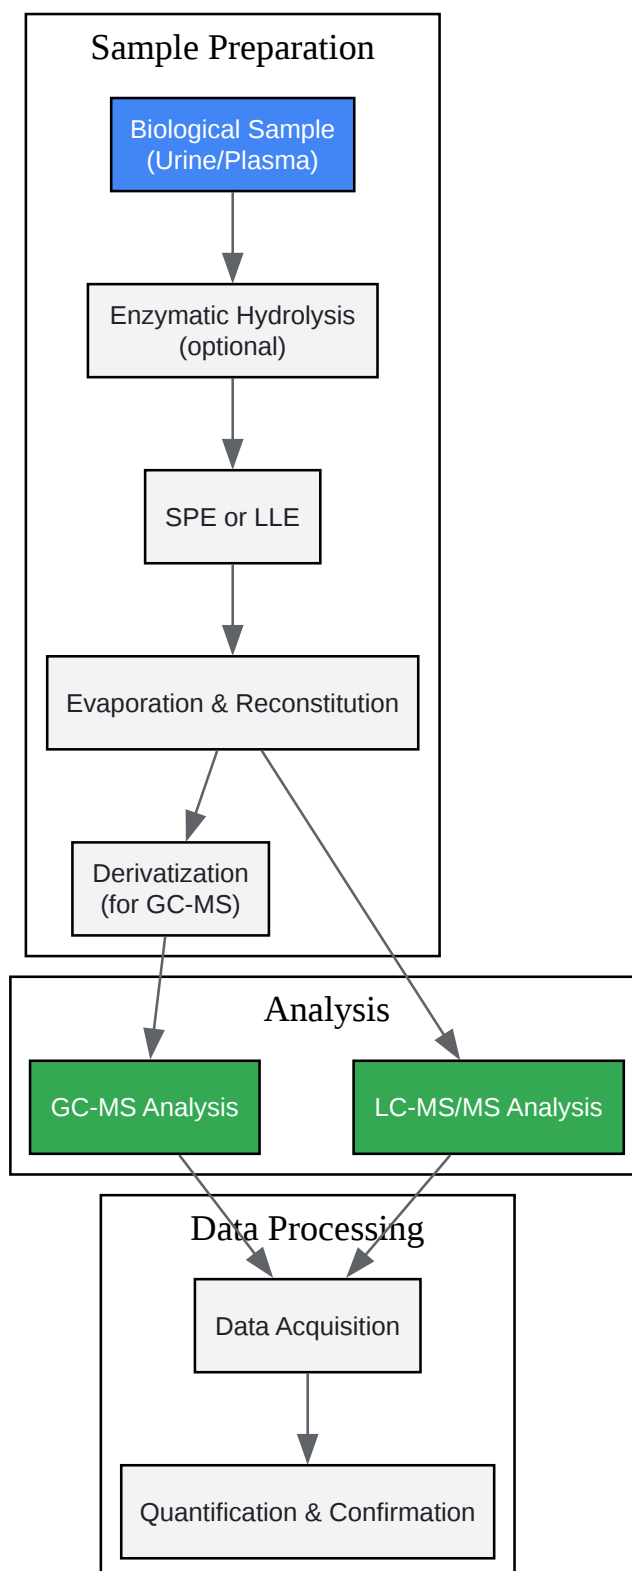 Sample Preparation
Biological Sample
(Urine/Plasma)
Enzymatic Hydrolysis
(optional)
SPE or LLE
Evaporation & Reconstitution
Derivatization
(for GC-MS)
Analysis
GC-MS Analysis
LC-MS/MS Analysis
Data Processing
Data Acquisition
Quantification & Confirmation